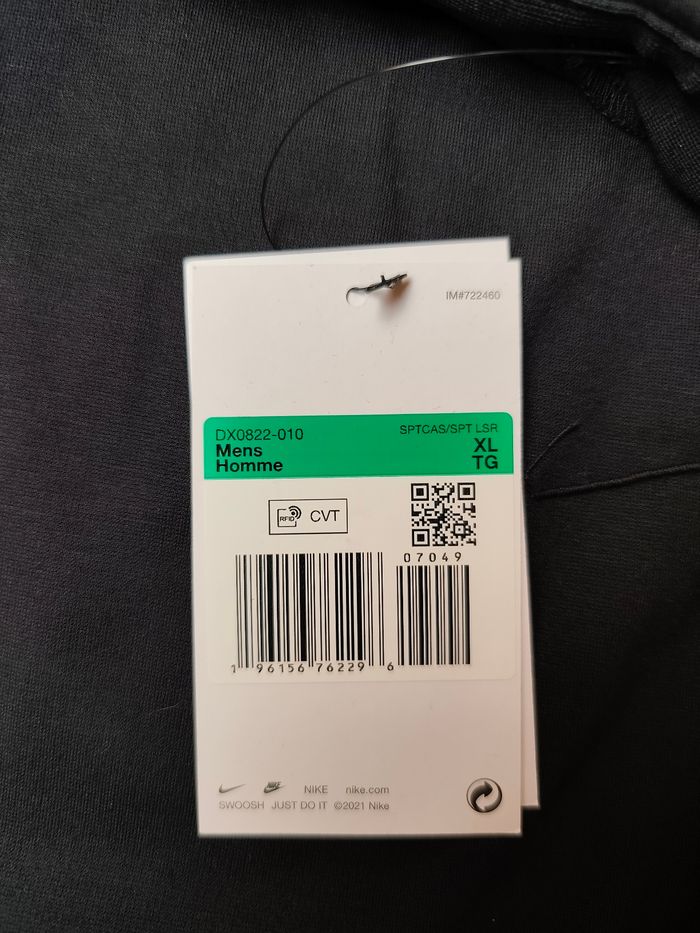 IM#722460
DX0822-010 SPTCAS/SPT LSR
Mens XL
Homme TG
RFID CVT
07049
1 96156 76229 6
NIKE NIKE nike.com
SWOOSH JUST DO IT ©2021 Nike